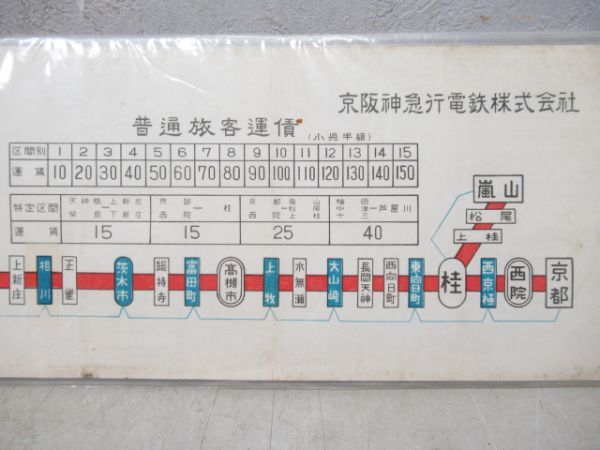 京阪神急行電鉄株式会社
普通旅客運賃(小児半額)
区間別 1 2 3 4 5 6 7 8 9 10 11 12 13 14 15
運賃 10 20 30 40 50 60 70 80 90 100 110 120 130 140 150
特定区間
運賃 15 15 25 40
嵐山
松尾
上桂
上新庄 相川 正雀 茨木市 総持寺 富田町 高槻市 上牧 水無瀬 大山崎 長岡天神 西向日町 東向日町 桂 西京極 西院 京都